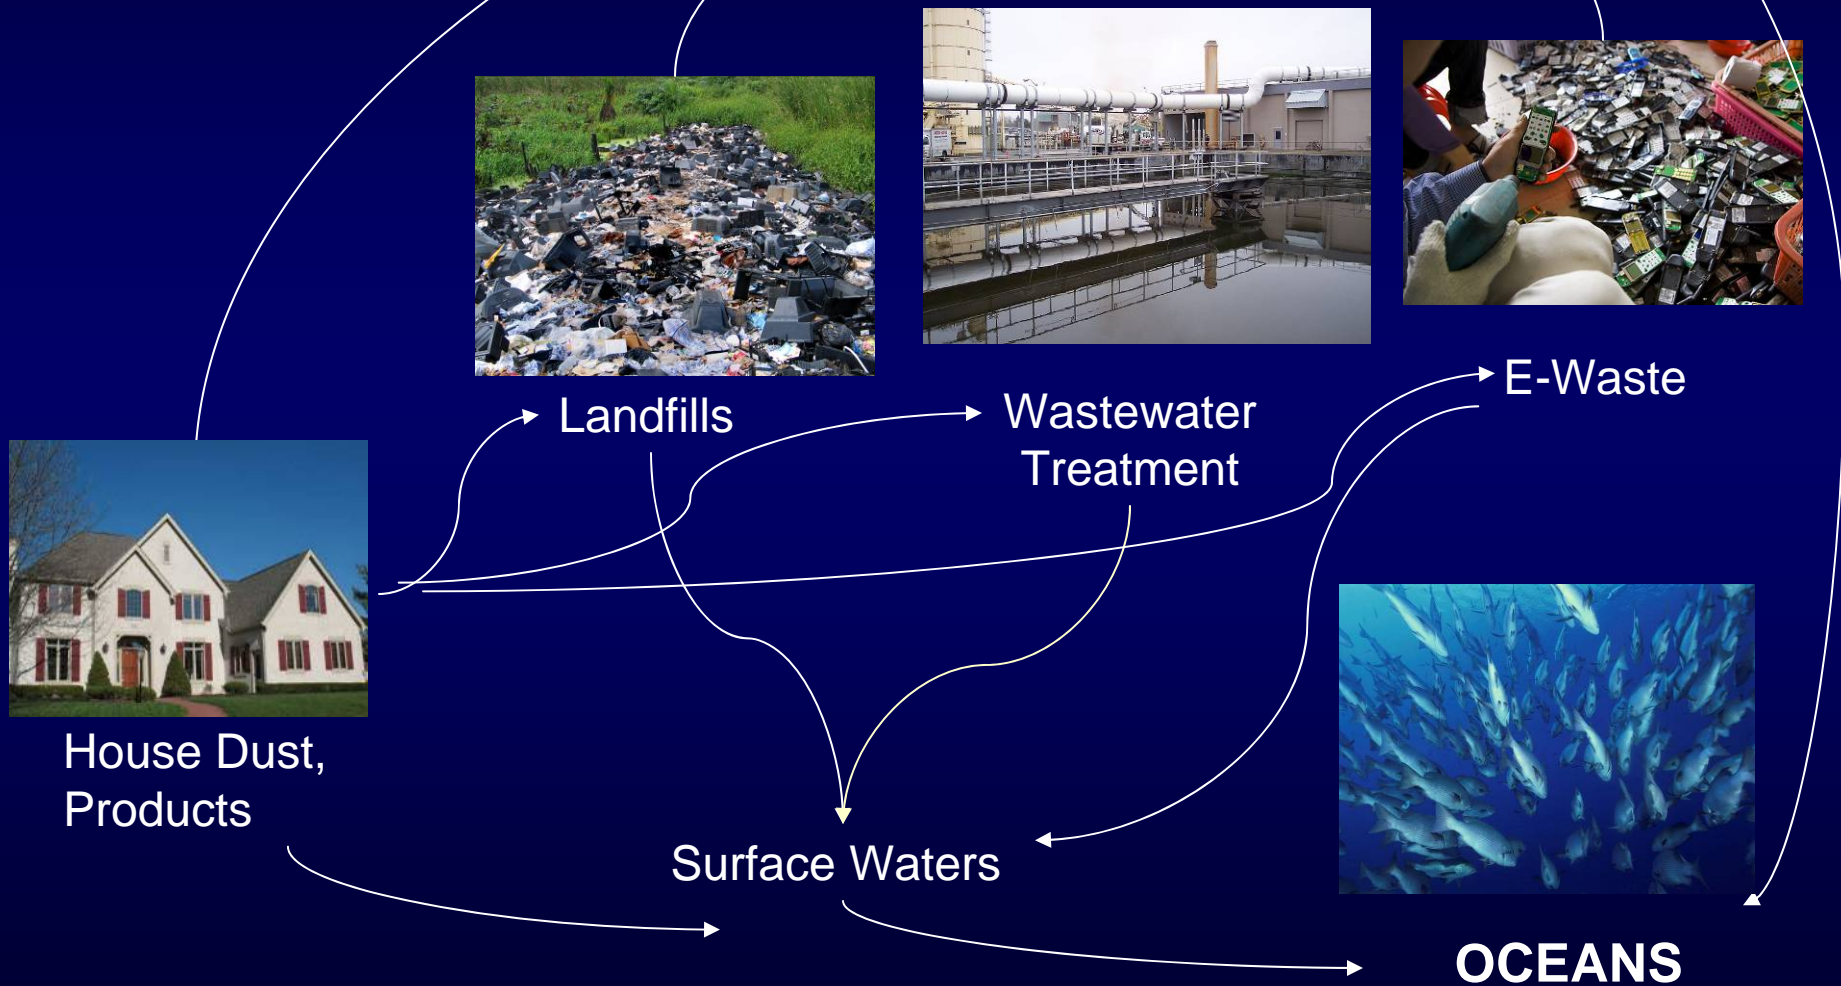 E-Waste
Landfills
Wastewater
Treatment
House Dust,
Products
Surface Waters
OCEANS